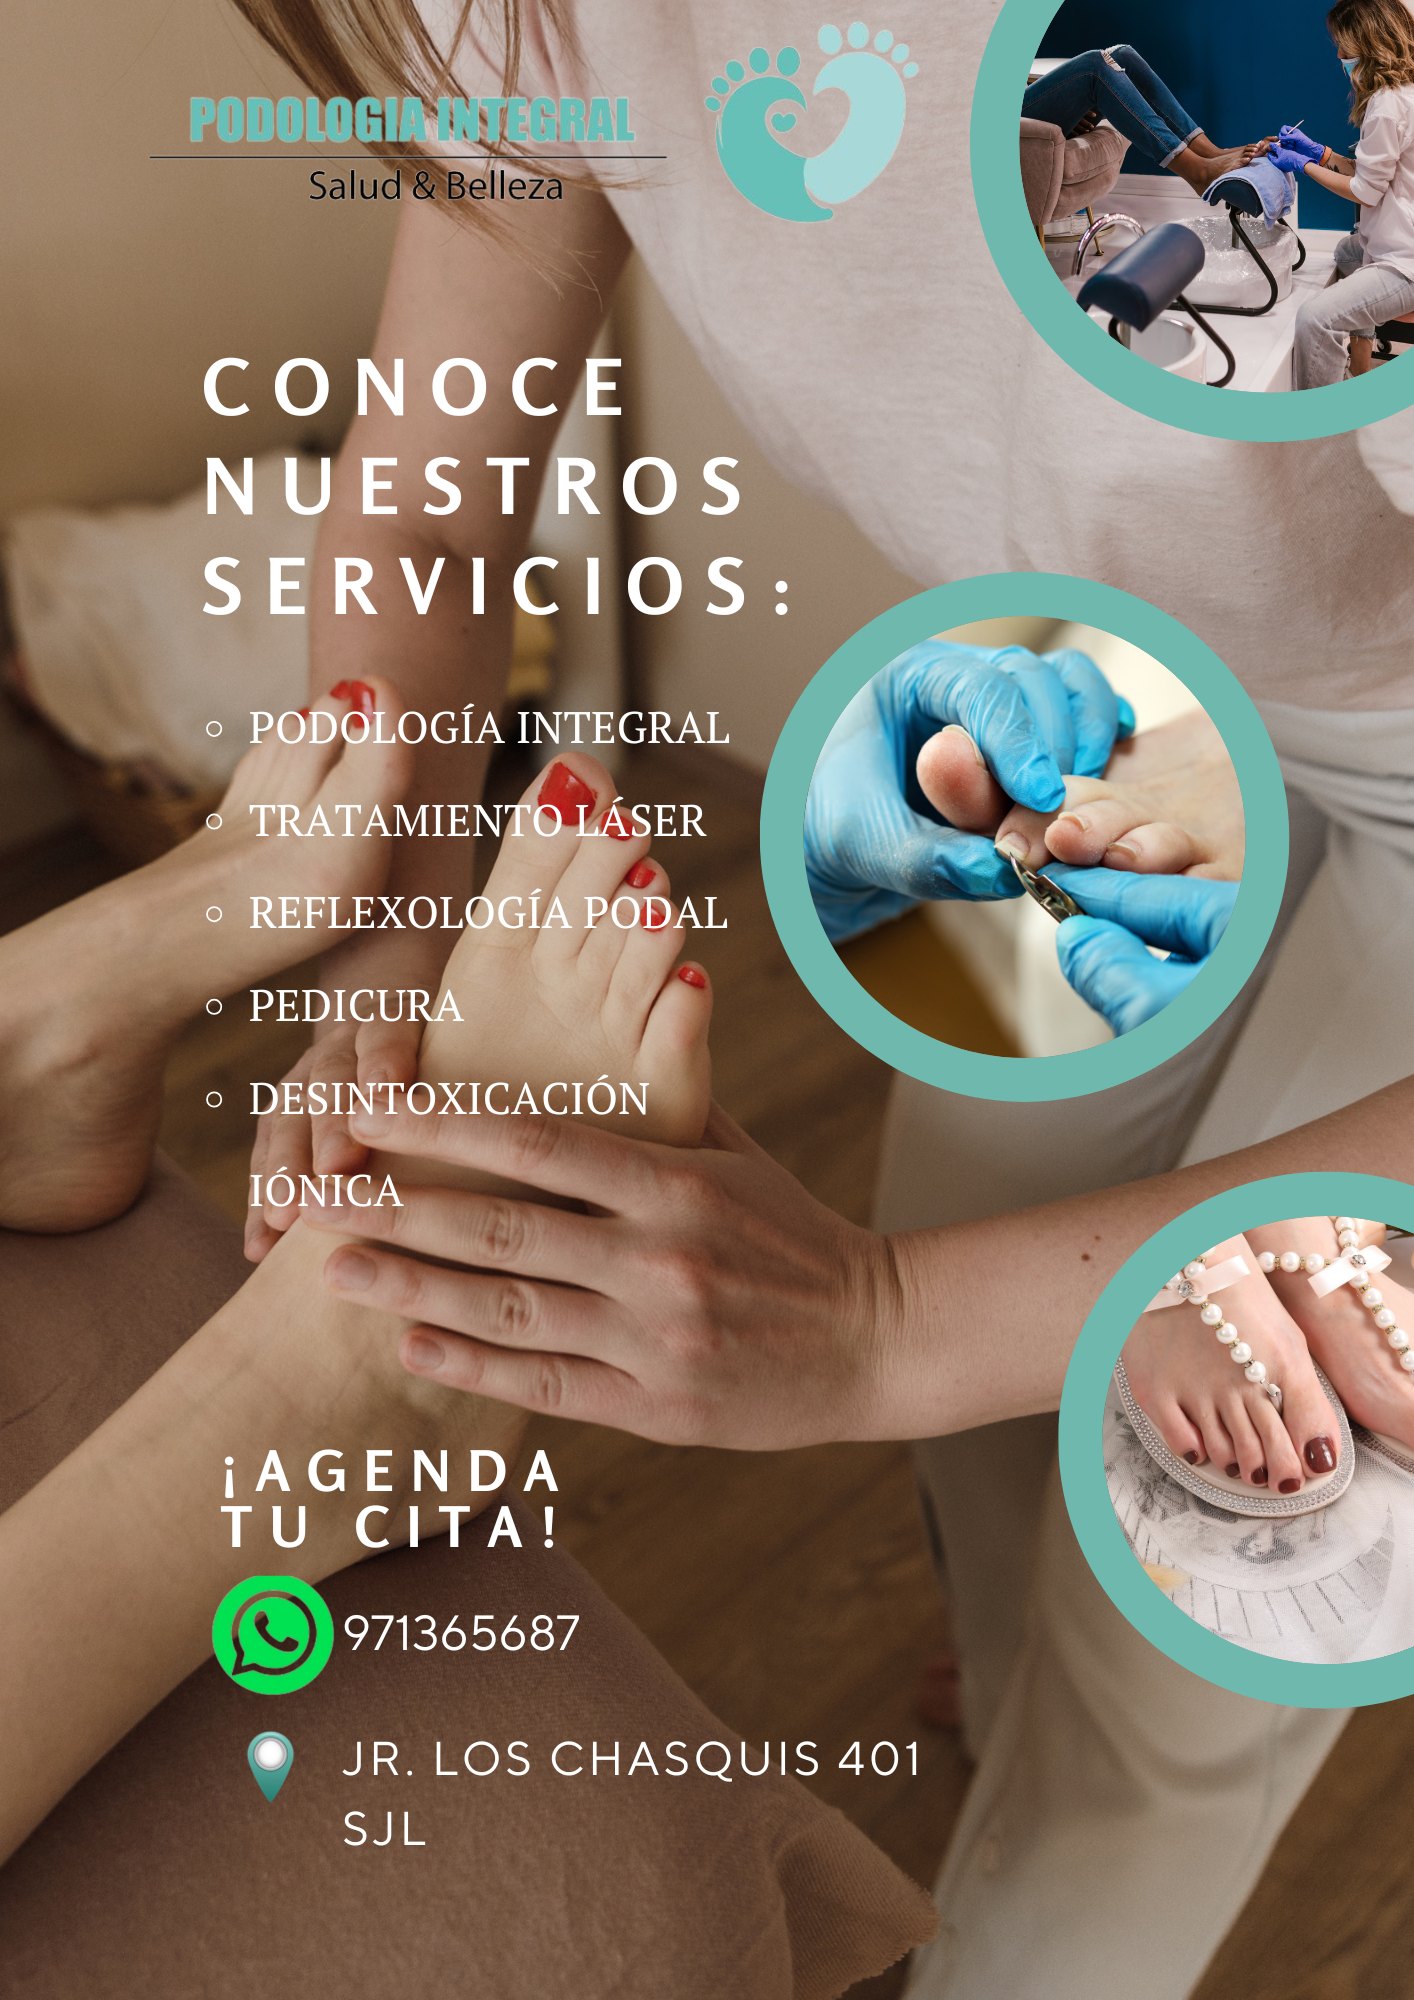 PODOLOGIA INTEGRAL
Salud & Belleza
CONOCE
NUESTROS
SERVICIOS:
PODOLOGÍA INTEGRAL
TRATAMIENTO LÁSER
REFLEXOLOGÍA PODAL
PEDICURA
DESINTOXICACIÓN
IÓNICA
¡AGENDA
TU CITA!
971365687
JR. LOS CHASQUIS 401
SJL